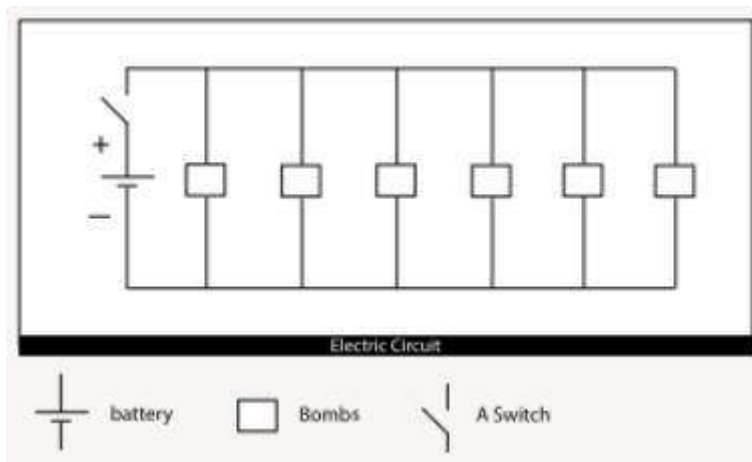 +
−
Electric Circuit
battery
Bombs
A Switch